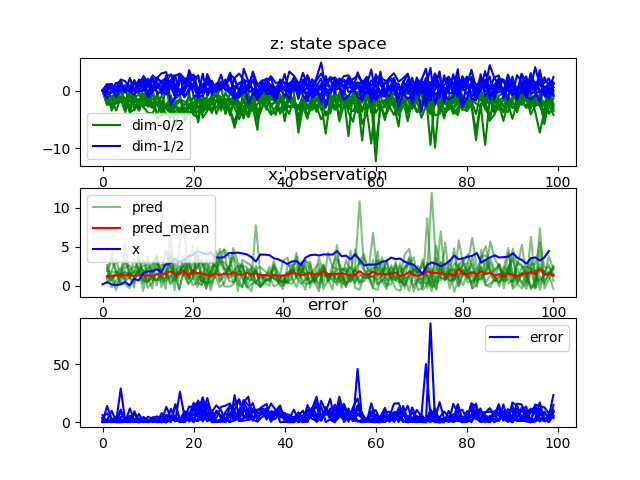 z: state space
0
−10
dim-0/2
dim-1/2
0 20 40 60 80 100
x: observation
10
5
0
pred
pred_mean
x
0 20 40 60 80 100
error
50
0
error
0 20 40 60 80 100